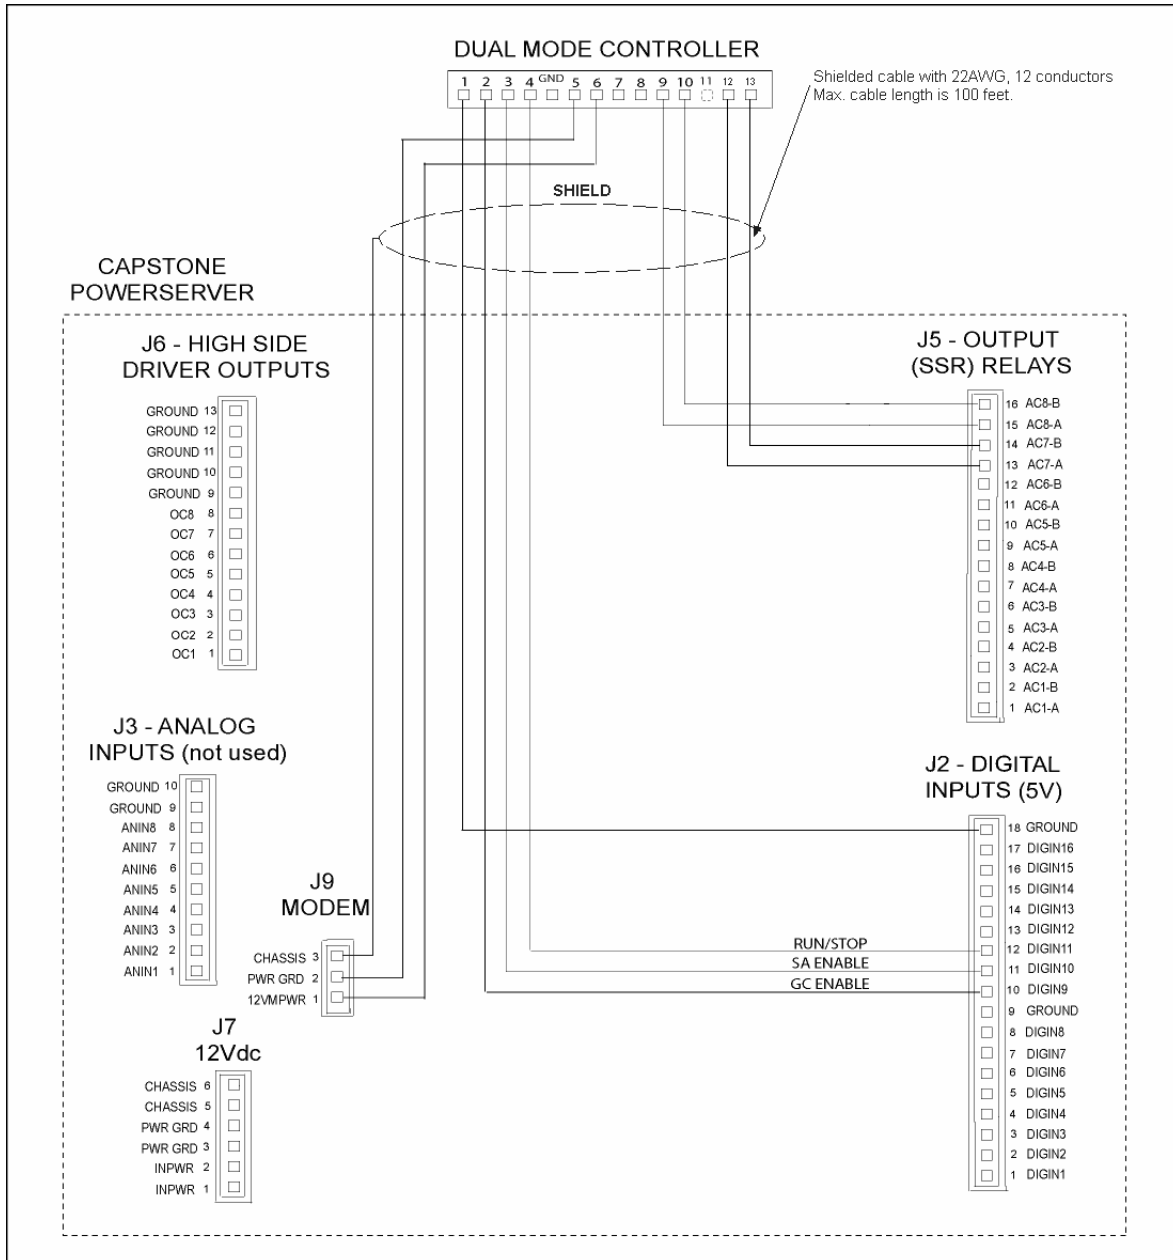 DUAL MODE CONTROLLER
1 2 3 4 GND 5 6 7 8 9 10 11 12 13
Shielded cable with 22AWG, 12 conductors
Max. cable length is 100 feet.
SHIELD
CAPSTONE
POWERSERVER
J6 - HIGH SIDE
DRIVER OUTPUTS
GROUND 13
GROUND 12
GROUND 11
GROUND 10
GROUND 9
OC8 8
OC7 7
OC6 6
OC5 5
OC4 4
OC3 3
OC2 2
OC1 1
J5 - OUTPUT
(SSR) RELAYS
16 AC8-B
15 AC8-A
14 AC7-B
13 AC7-A
12 AC6-B
11 AC6-A
10 AC5-B
9 AC5-A
8 AC4-B
7 AC4-A
6 AC3-B
5 AC3-A
4 AC2-B
3 AC2-A
2 AC1-B
1 AC1-A
J3 - ANALOG
INPUTS (not used)
GROUND 10
GROUND 9
ANIN8 8
ANIN7 7
ANIN6 6
ANIN5 5
ANIN4 4
ANIN3 3
ANIN2 2
ANIN1 1
J9
MODEM
CHASSIS 3
PWR GRD 2
12VMPWR 1
J7
12Vdc
CHASSIS 6
CHASSIS 5
PWR GRD 4
PWR GRD 3
INPWR 2
INPWR 1
J2 - DIGITAL
INPUTS (5V)
18 GROUND
17 DIGIN16
16 DIGIN15
15 DIGIN14
14 DIGIN13
13 DIGIN12
RUN/STOP 12 DIGIN11
SA ENABLE 11 DIGIN10
GC ENABLE 10 DIGIN9
9 GROUND
8 DIGIN8
7 DIGIN7
6 DIGIN6
5 DIGIN5
4 DIGIN4
3 DIGIN3
2 DIGIN2
1 DIGIN1